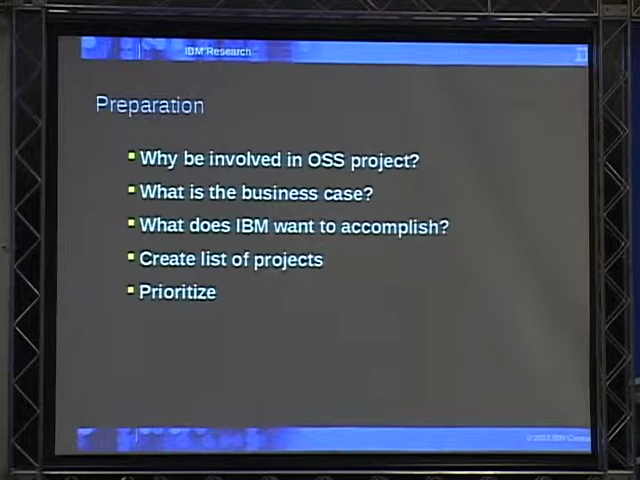 IBM Research
Preparation
Why be involved in OSS project?
What is the business case?
What does IBM want to accomplish?
Create list of projects
Prioritize
IBM